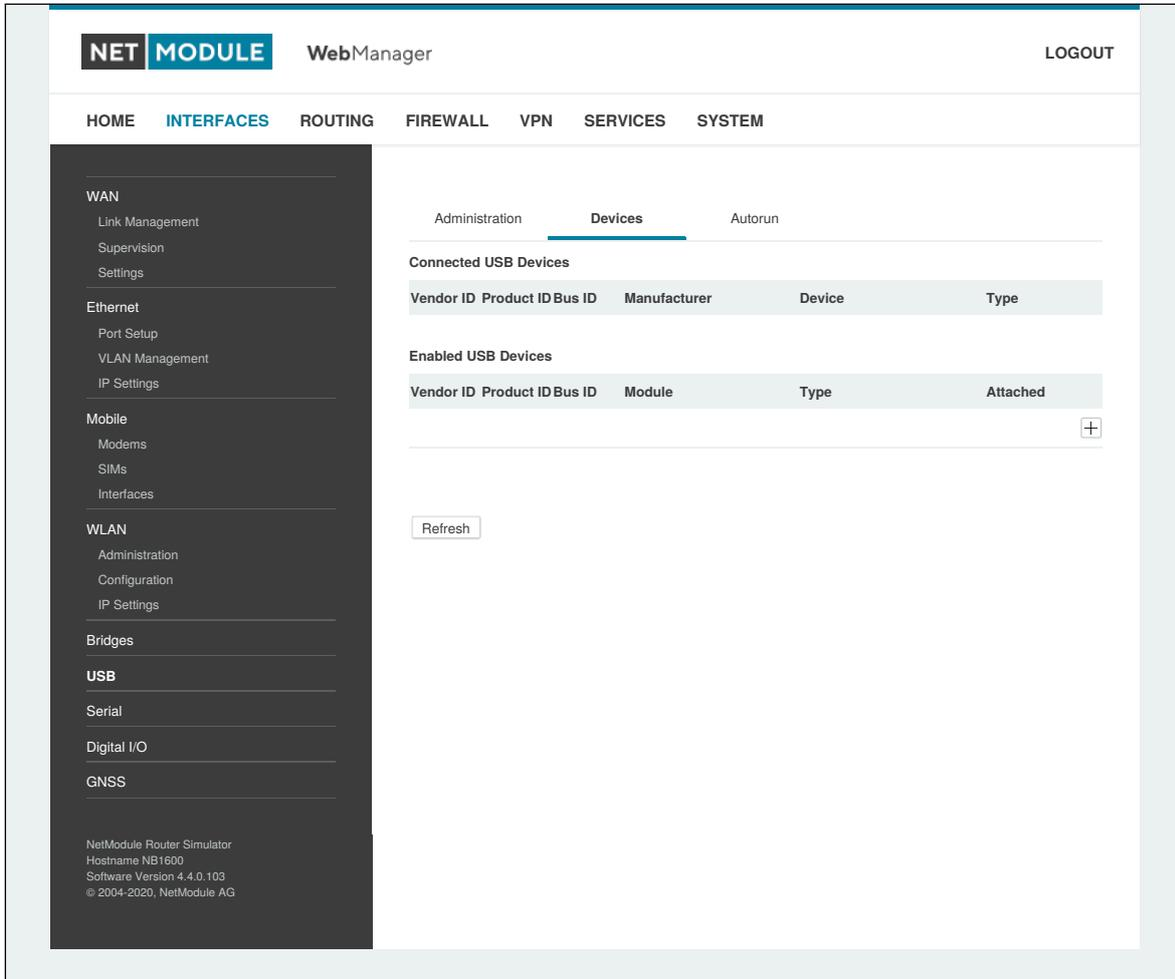 NET MODULE WebManager LOGOUT
HOME INTERFACES ROUTING FIREWALL VPN SERVICES SYSTEM
WAN
Link Management
Supervision
Settings
Ethernet
Port Setup
VLAN Management
IP Settings
Mobile
Modems
SIMs
Interfaces
WLAN
Administration
Configuration
IP Settings
Bridges
USB
Serial
Digital I/O
GNSS
NetModule Router Simulator
Hostname NB1600
Software Version 4.4.0.103
© 2004-2020, NetModule AG
Administration Devices Autorun
Connected USB Devices
Vendor ID Product ID Bus ID Manufacturer Device Type
Enabled USB Devices
Vendor ID Product ID Bus ID Module Type Attached
Refresh